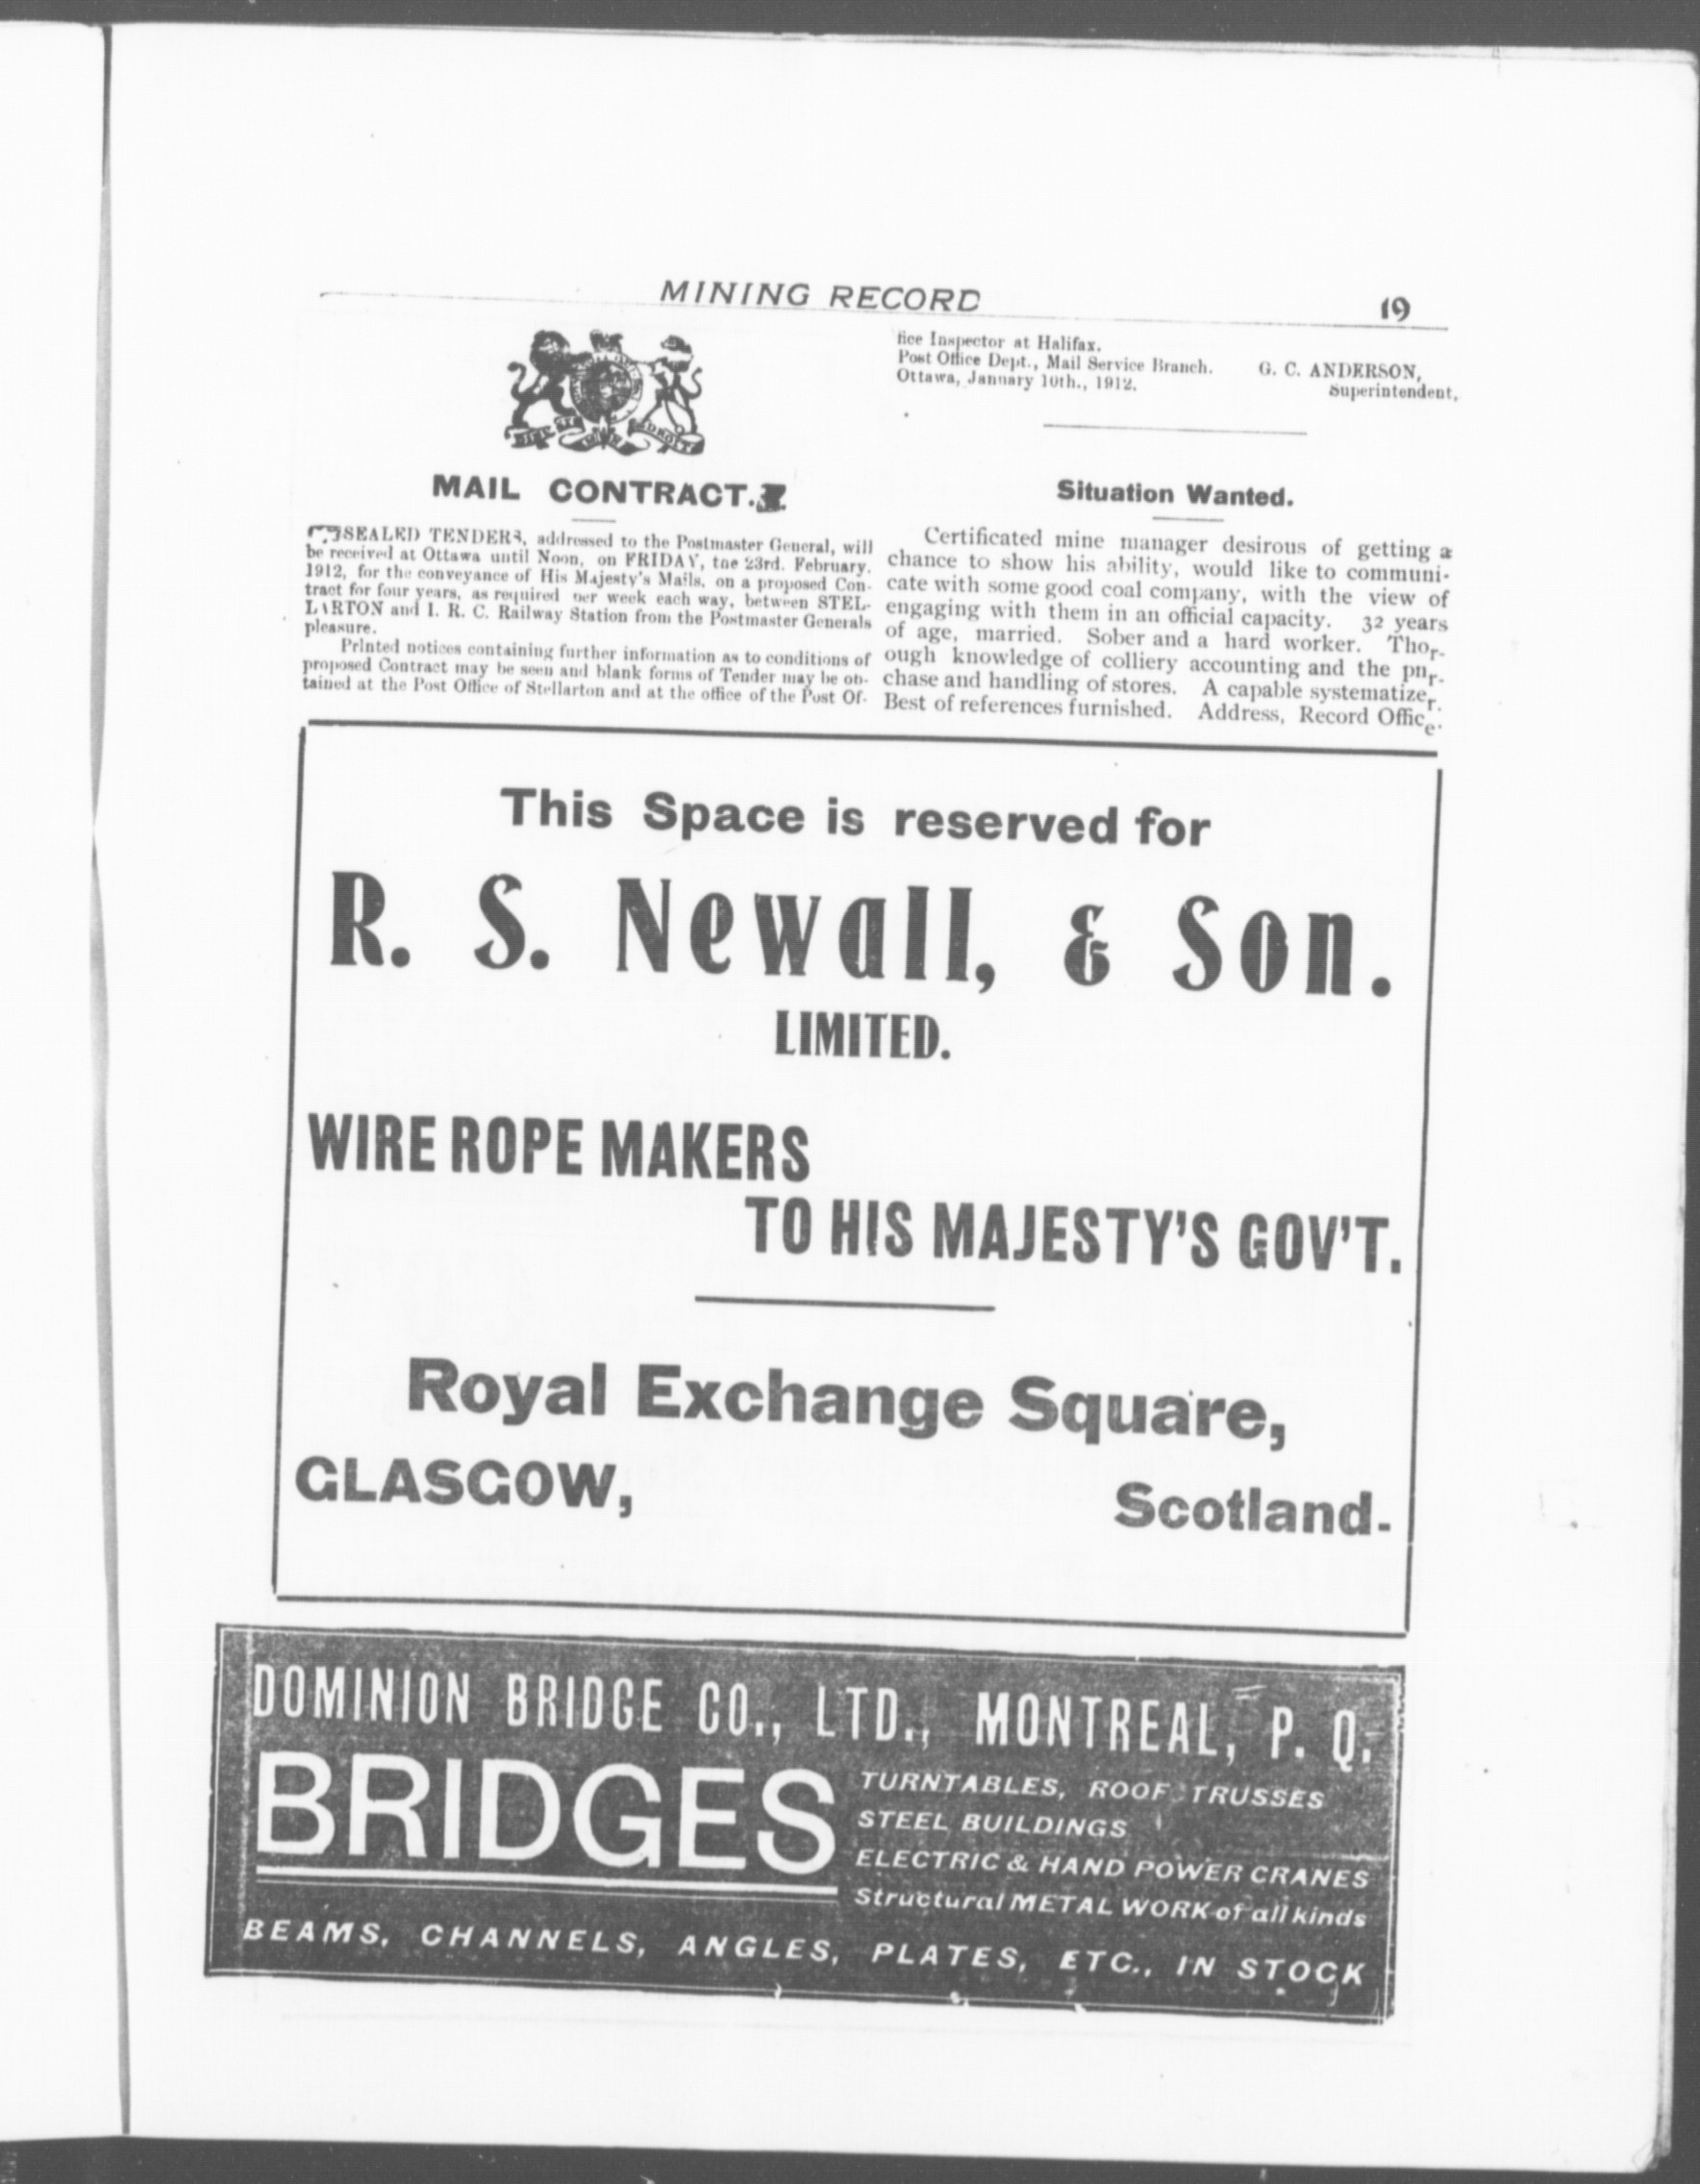 MINING RECORD
19
DIEU ET MON DROIT
MAIL CONTRACT.
SEALED TENDERS, addressed to the Postmaster General, will
be received at Ottawa until Noon, on FRIDAY, tne 23rd. February.
1912, for the conveyance of His Majesty's Mails, on a proposed Con-
tract for four years, as required per week each way, between STEL-
LARTON and I. R. C. Railway Station from the Postmaster Generals
pleasure.
Printed notices containing further information as to conditions of
proposed Contract may be seen and blank forms of Tender may be ob-
tained at the Post Office of Stellarton and at the office of the Post Of-
fice Inspector at Halifax.
Post Office Dept., Mail Service Branch.
Ottawa, January 10th., 1912.
G. C. ANDERSON,
Superintendent,
Situation Wanted.
Certificated mine manager desirous of getting a
chance to show his ability, would like to communi-
cate with some good coal company, with the view of
engaging with them in an official capacity. 32 years
of age, married. Sober and a hard worker. Thor-
ough knowledge of colliery accounting and the pur-
chase and handling of stores. A capable systematizer.
Best of references furnished. Address, Record Office.
This Space is reserved for
R. S. Newall, & Son.
LIMITED.
WIRE ROPE MAKERS
TO HIS MAJESTY'S GOV'T.
Royal Exchange Square,
GLASGOW,
Scotland-
DOMINION BRIDGE CO., LTD., MONTREAL, P. Q.
BRIDGES
TURNTABLES, ROOF TRUSSES
STEEL BUILDINGS
ELECTRIC & HAND POWER CRANES
Structural METAL WORK of all kinds
BEAMS, CHANNELS, ANGLES, PLATES, ETC., IN STOCK